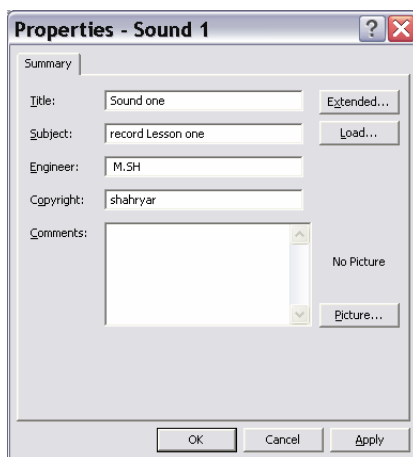 Properties - Sound 1
Summary
Title: Sound one Extended...
Subject: record Lesson one Load...
Engineer: M.SH
Copyright: shahryar
Comments:
No Picture
Picture...
OK Cancel Apply